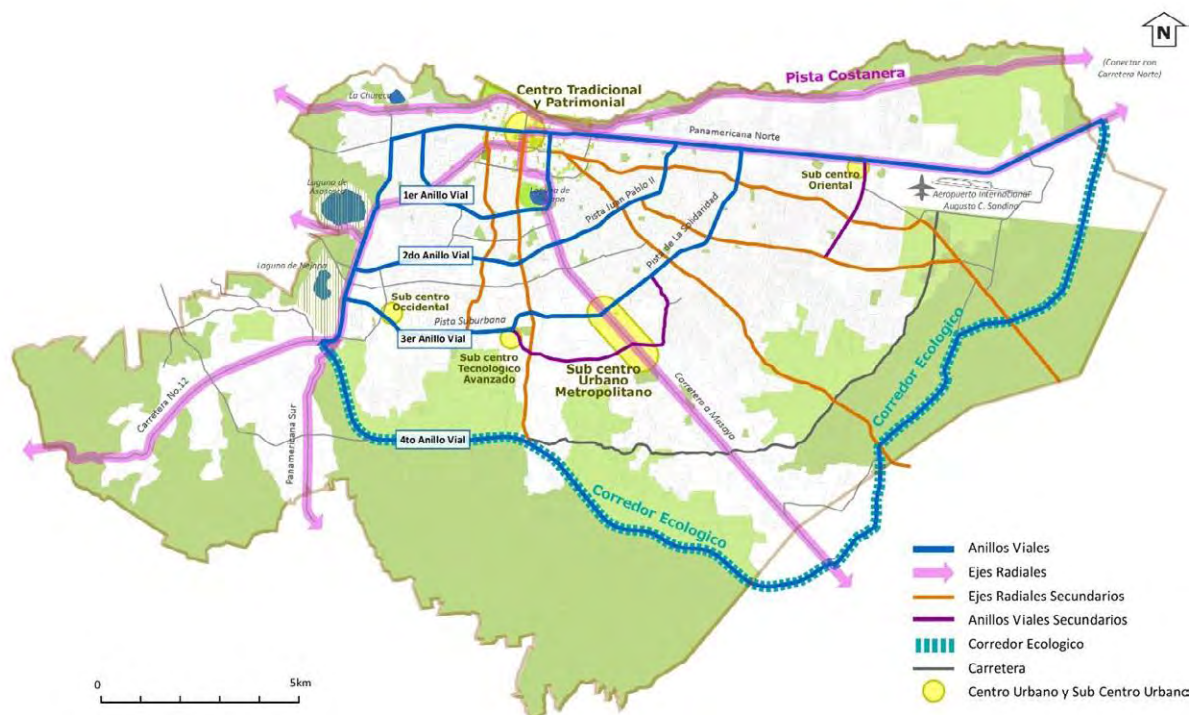 N
(Conectar con
Carretera Norte)
Pista Costanera
La Chureca
Centro Tradicional
y Patrimonial
Panamericana Norte
Sub centro
Oriental
Aeropuerto Internacional
Augusto C. Sandino
Laguna de
Asososca
1er Anillo Vial
Laguna de
Pista Juan Pablo II
Pista de La Solidaridad
2do Anillo Vial
Laguna de Nejapa
Sub centro
Occidental
Pista Suburbana
3er Anillo Vial
Sub centro
Tecnologico
Avanzado
Sub centro
Urbano
Metropolitano
Carretera No.12
Panamericana Sur
Carretera a Masaya
Corredor Ecologico
4to Anillo Vial
Corredor Ecologico
Anillos Viales
Ejes Radiales
Ejes Radiales Secundarios
Anillos Viales Secundarios
Corredor Ecologico
Carretera
Centro Urbano y Sub Centro Urbano
0 5km